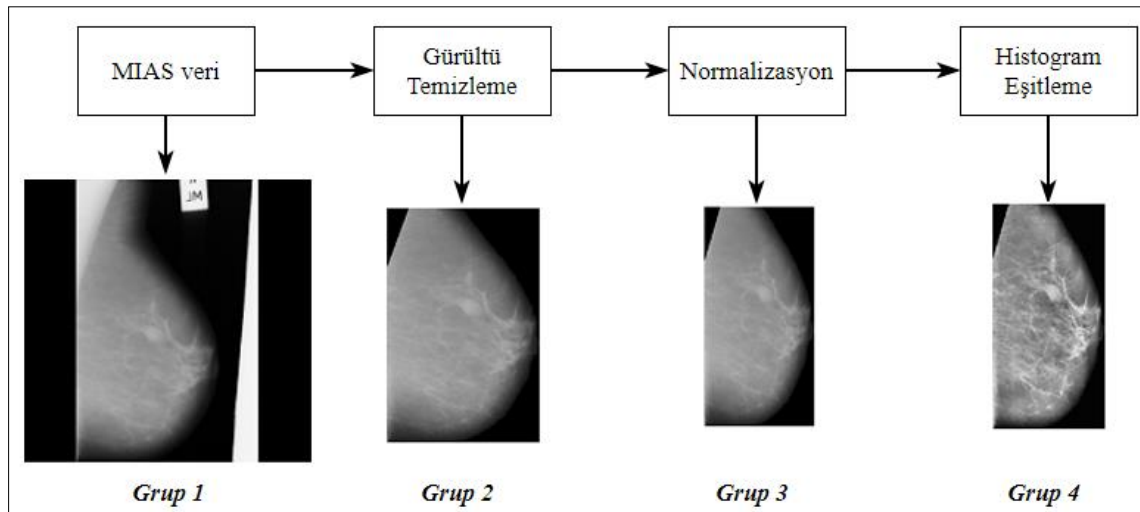 MIAS veri
Gürültü
Temizleme
Normalizasyon
Histogram
Eşitleme
Grup 1
Grup 2
Grup 3
Grup 4